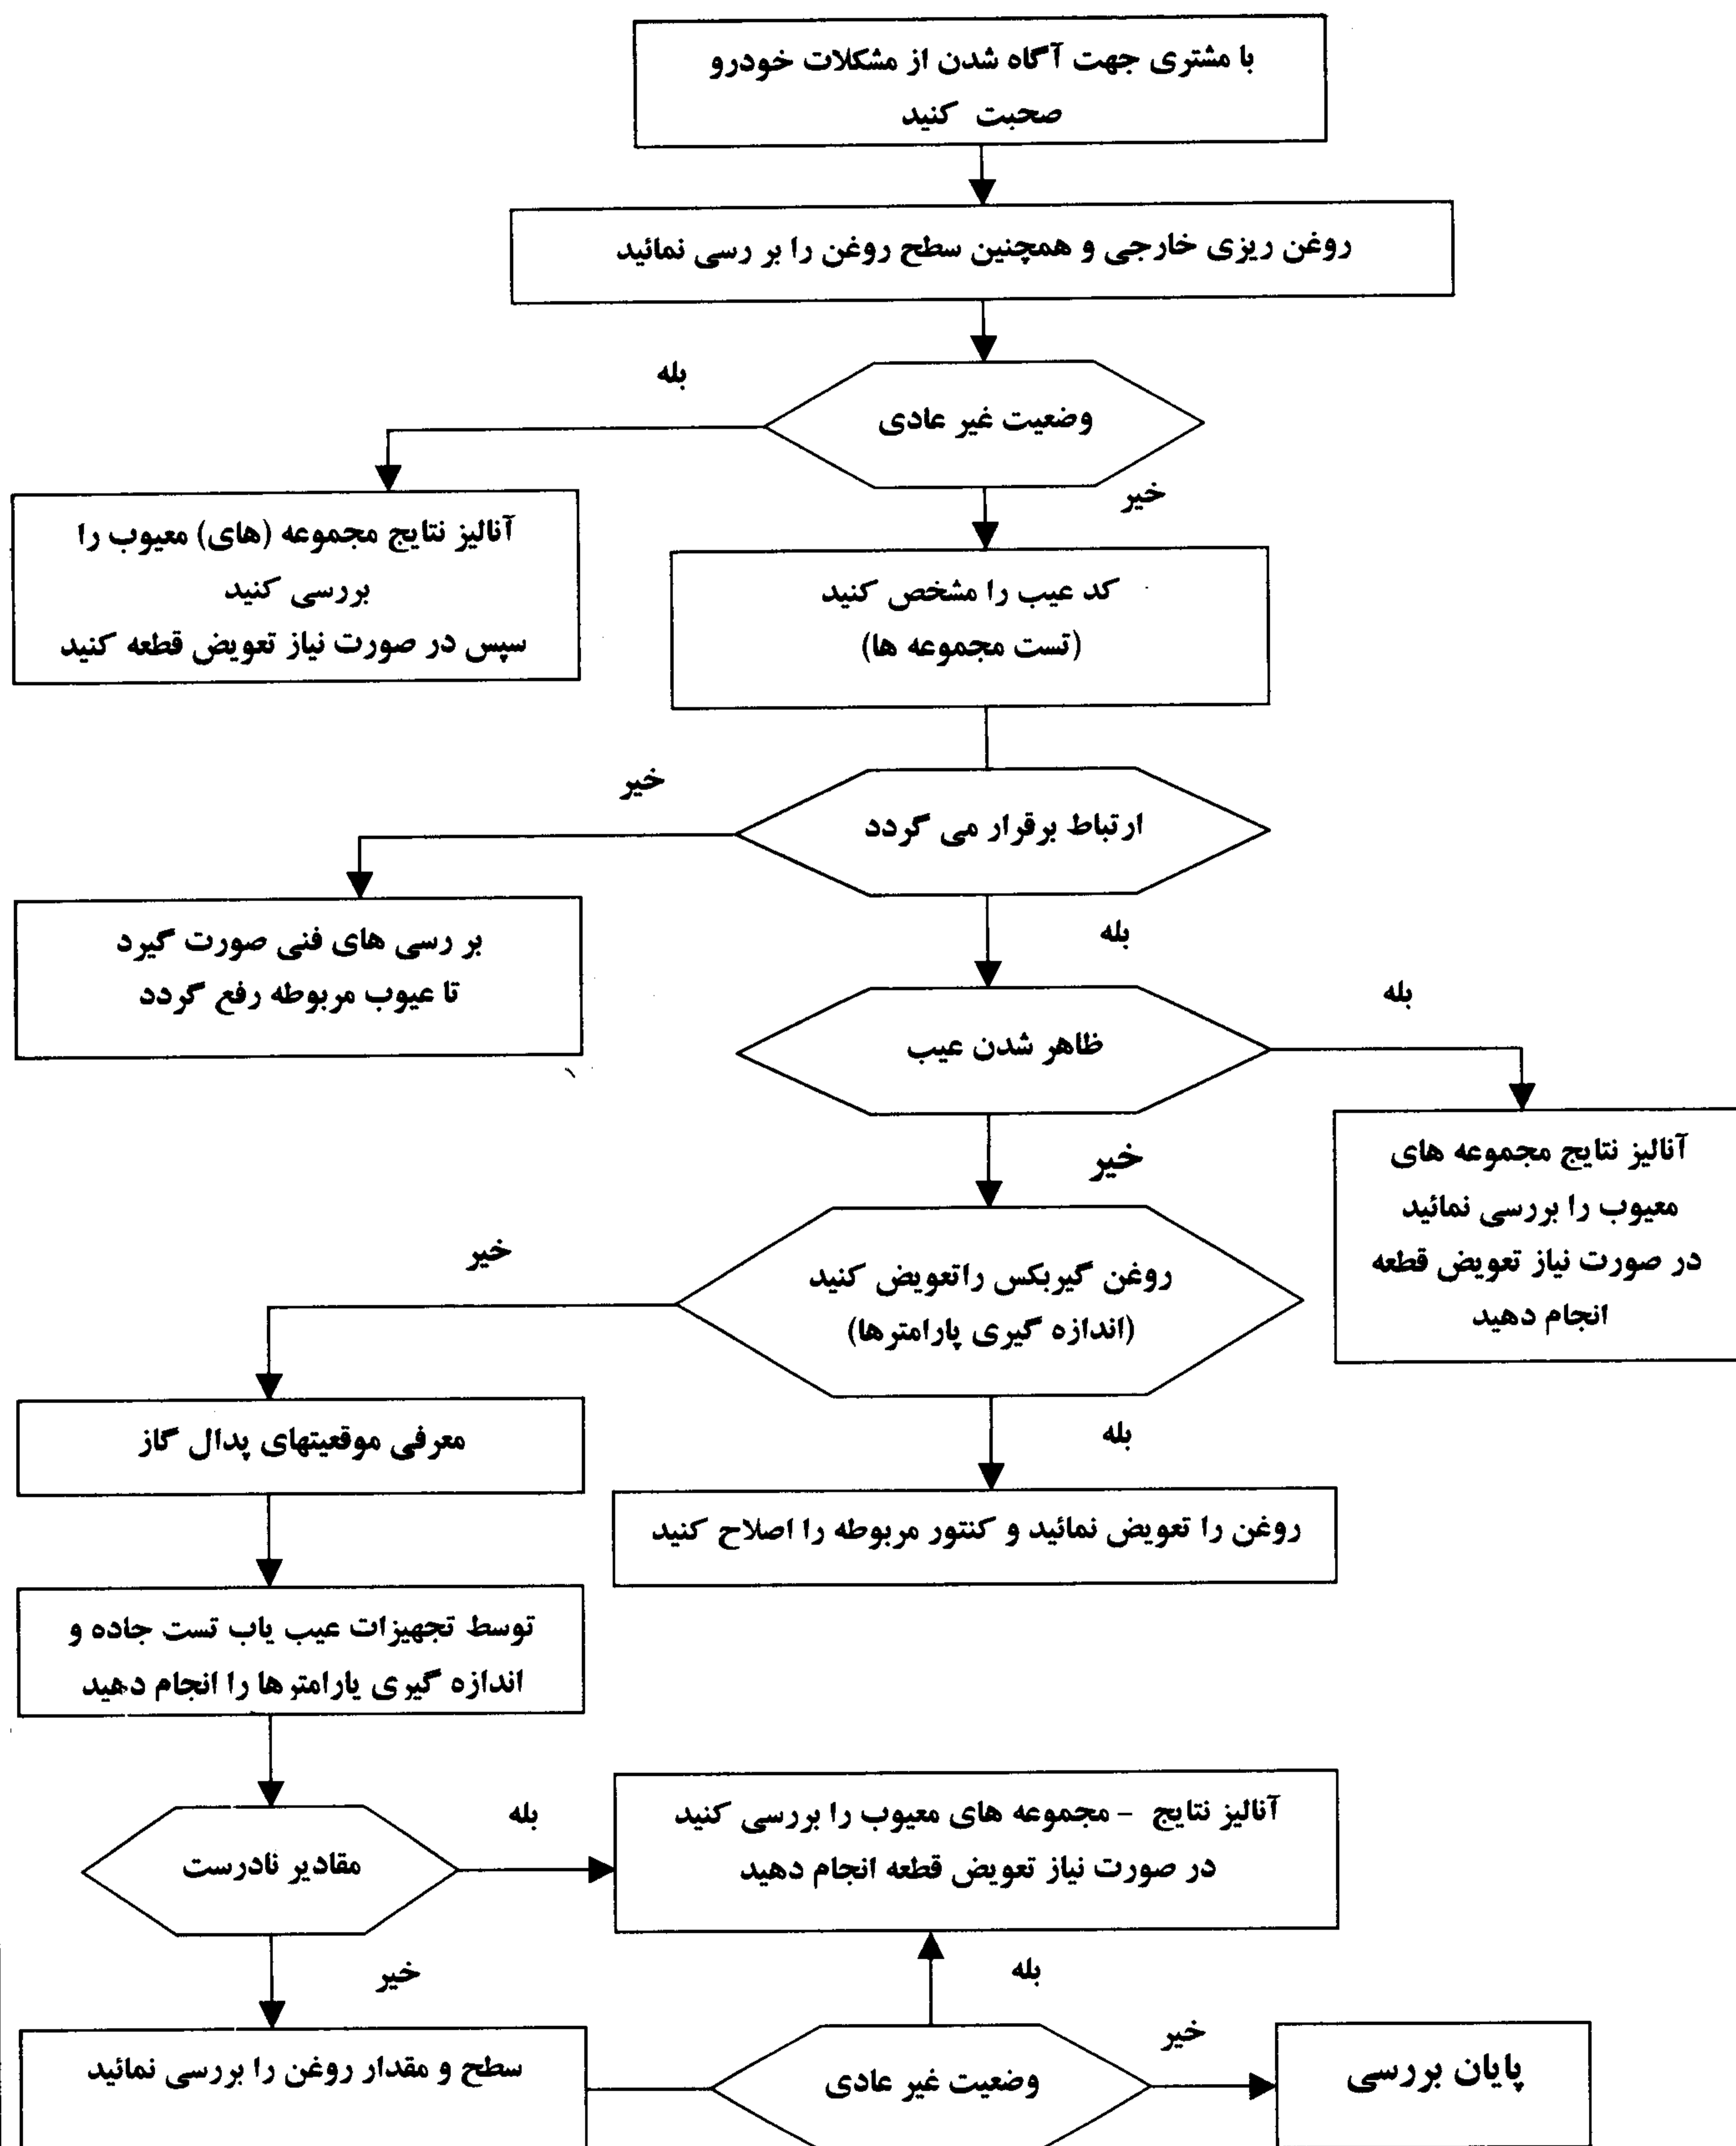 با مشتری جهت آگاه شدن از مشکلات خودرو
صحبت کنید
روغن ریزی خارجی و همچنین سطح روغن را بر رسی نمائید
بله
وضعیت غیر عادی
خیر
آنالیز نتایج مجموعه (های) معیوب را
بررسی کنید
سپس در صورت نیاز تعویض قطعه کنید
کد عیب را مشخص کنید
(تست مجموعه ها)
خیر
ارتباط برقرار می گردد
بله
بر رسی های فنی صورت گیرد
تا عیوب مربوطه رفع گردد
بله
ظاهر شدن عیب
خیر
آنالیز نتایج مجموعه های
معیوب را بررسی نمائید
در صورت نیاز تعویض قطعه
انجام دهید
خیر
روغن گیربکس راتعویض کنید
(اندازه گیری پارامترها)
بله
معرفی موقعیتهای پدال گاز
روغن را تعویض نمائید و کنتور مربوطه را اصلاح کنید
توسط تجهیزات عیب یاب تست جاده و
اندازه گیری پارامترها را انجام دهید
مقادیر نادرست
بله
آنالیز نتایج - مجموعه های معیوب را بررسی کنید
در صورت نیاز تعویض قطعه انجام دهید
خیر
بله
سطح و مقدار روغن را بررسی نمائید
وضعیت غیر عادی
خیر
پایان بررسی